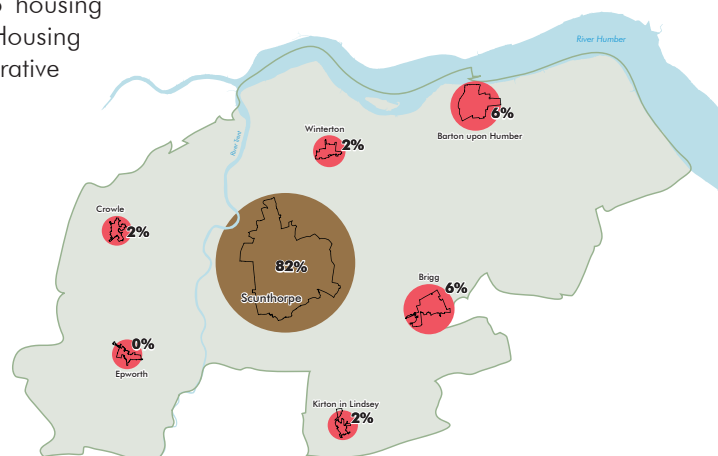 housing
Housing
rative
River Humber
6%
Barton upon Humber
Winterton
2%
River Trent
Crowle
2%
82%
Scunthorpe
Brigg
6%
0%
Epworth
Kirton in Lindsey
2%